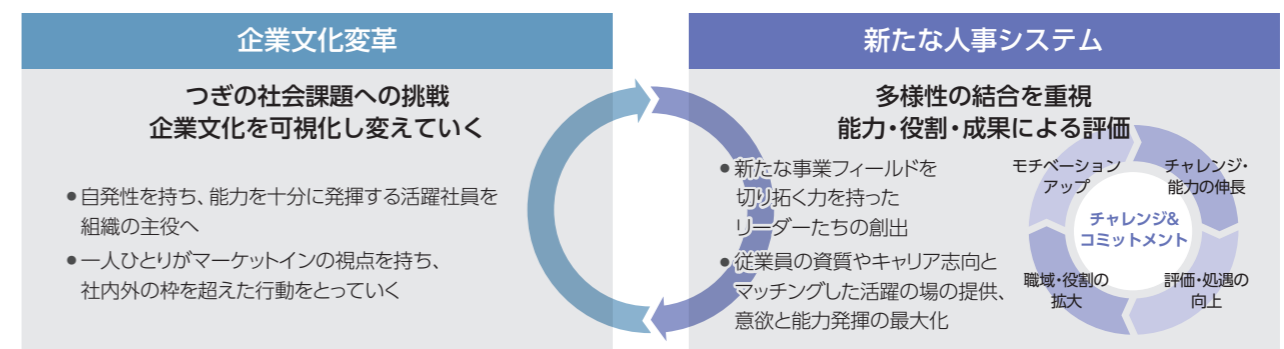 企業文化変革
つぎの社会課題への挑戦
企業文化を可視化し変えていく
●自発性を持ち、能力を十分に発揮する活躍社員を
組織の主役へ
●一人ひとりがマーケットインの視点を持ち、
社内外の枠を超えた行動をとっていく
新たな人事システム
多様性の結合を重視
能力・役割・成果による評価
●新たな事業フィールドを
切り拓く力を持った
リーダーたちの創出
●従業員の資質やキャリア志向と
マッチングした活躍の場の提供、
意欲と能力発揮の最大化
モチベーション
アップ
チャレンジ・
能力の伸長
チャレンジ&
コミットメント
職域・役割の
拡大
評価・処遇の
向上